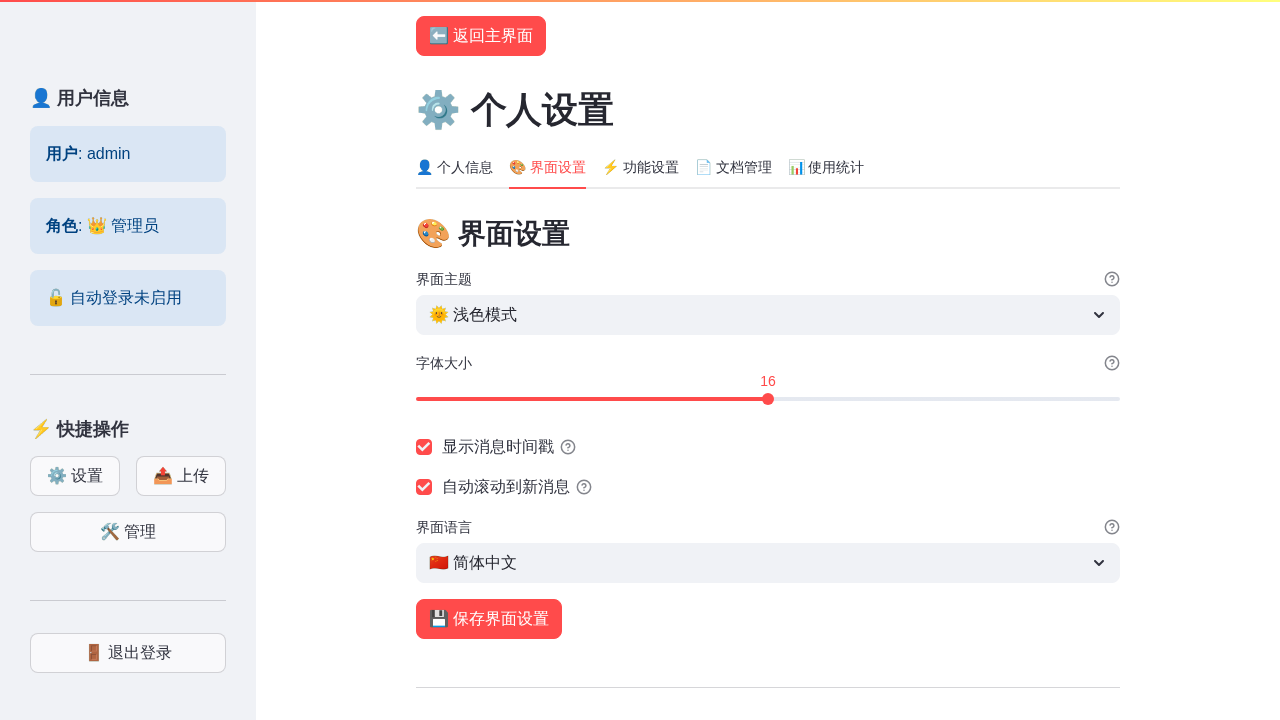 👤 用户信息
用户: admin
角色: 👑 管理员
🔓 自动登录未启用
⚡ 快捷操作
⚙️ 设置
📤 上传
🛠️ 管理
🚪 退出登录
⬅️ 返回主界面
⚙️ 个人设置
👤 个人信息 🎨 界面设置 ⚡ 功能设置 📄 文档管理 📊 使用统计
🎨 界面设置
界面主题
🌞 浅色模式
字体大小
16
显示消息时间戳
自动滚动到新消息
界面语言
🇨🇳 简体中文
💾 保存界面设置